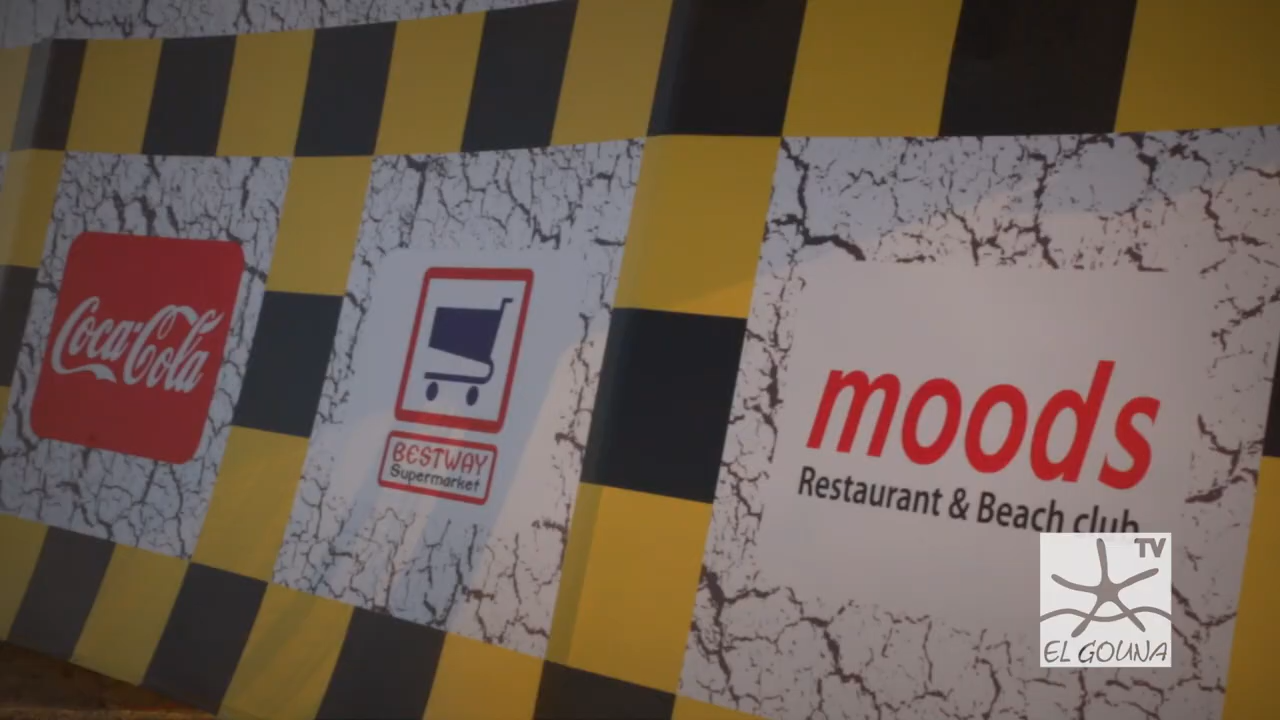 Coca-Cola
BESTWAY
Supermarket
moods
Restaurant & Beach club
TV
EL GOUNA